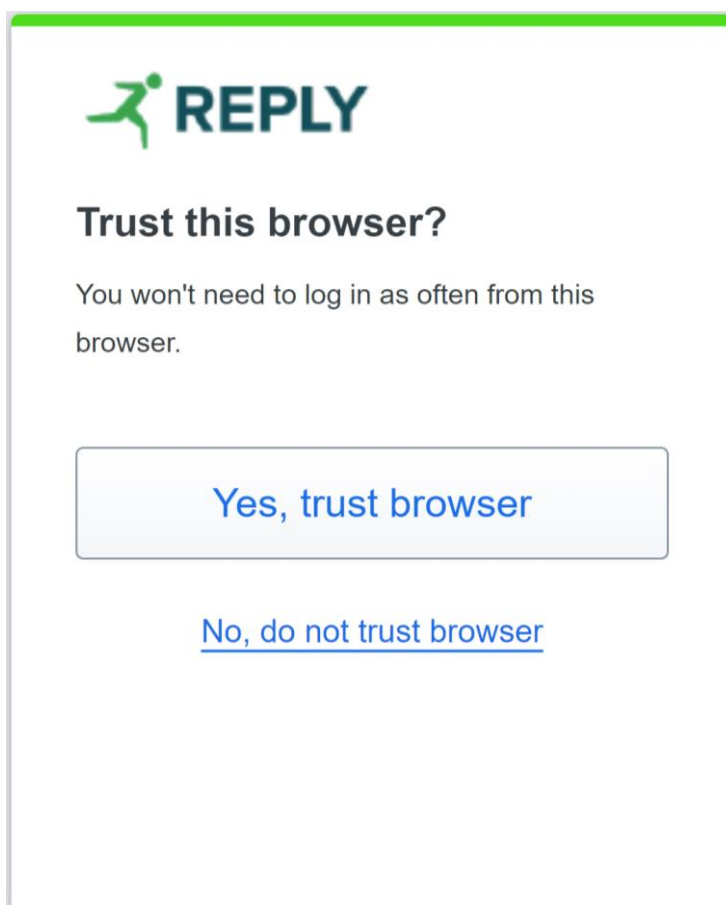 REPLY
Trust this browser?
You won't need to log in as often from this
browser.
Yes, trust browser
No, do not trust browser